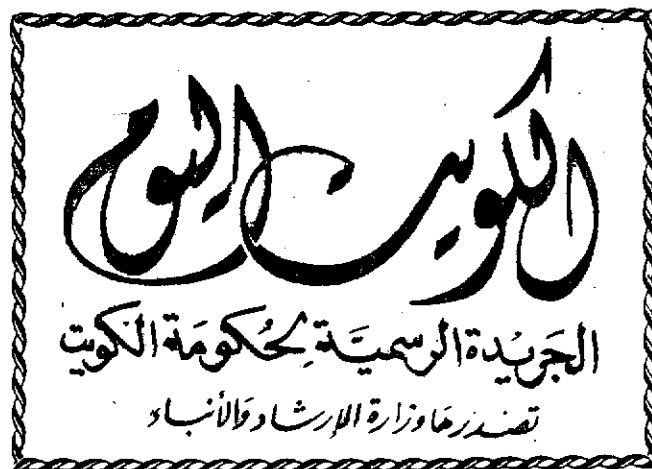 الكويت اليوم
الجريدة الرسمية لحكومة الكويت
تصدرها وزارة الإرشاد والأنباء